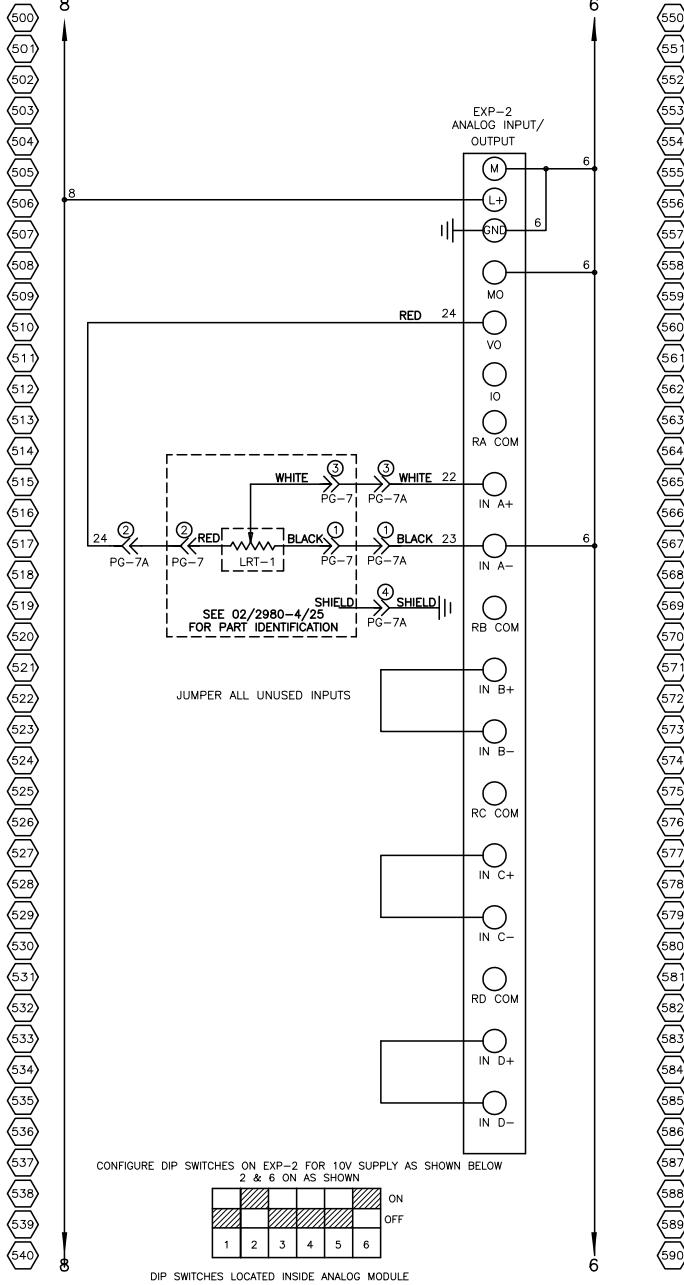 8 6
500 550
501 551
502 552
503 553
EXP-2
ANALOG INPUT/
OUTPUT
504 554
505 M 6 555
506 8 L+ 556
507 GND 6 557
508 6 558
509 MO 559
510 RED 24 560
511 VO 561
512 IO 562
513 563
514 RA COM 564
3 3
515 WHITE WHITE 22 565
PG-7 PG-7A
IN A+
516 566
2 2 1 1
517 24 RED BLACK BLACK 23 6 567
PG-7A PG-7 LRT-1 PG-7 PG-7A
IN A-
518 568
4
519 SHIELD SHIELD 569
PG-7A
RB COM
SEE 02/2980-4/25
FOR PART IDENTIFICATION
520 570
521 571
JUMPER ALL UNUSED INPUTS
IN B+
522 572
523 573
IN B-
524 574
525 575
RC COM
526 576
527 577
IN C+
528 578
529 579
IN C-
530 580
531 581
RD COM
532 582
533 583
IN D+
534 584
535 585
IN D-
536 586
537 587
CONFIGURE DIP SWITCHES ON EXP-2 FOR 10V SUPPLY AS SHOWN BELOW
2 & 6 ON AS SHOWN
538 ON 588
539 OFF 589
540 1 2 3 4 5 6 590
8 6
DIP SWITCHES LOCATED INSIDE ANALOG MODULE